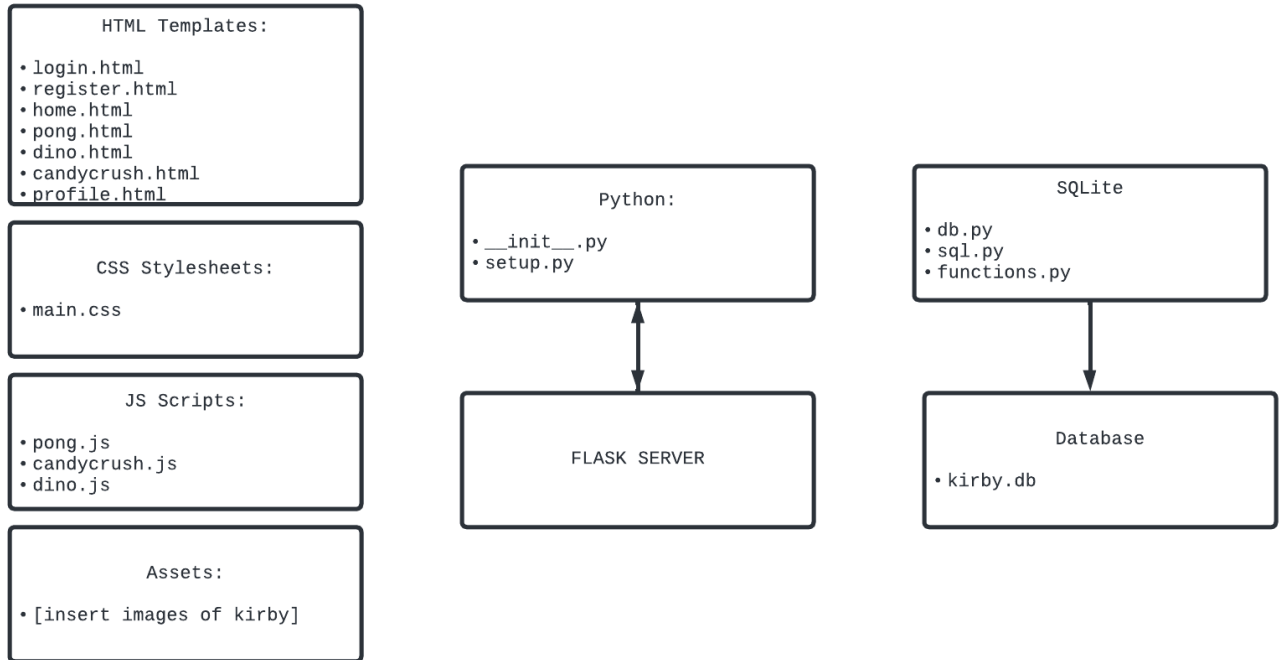 HTML Templates:
• login.html
• register.html
• home.html
• pong.html
• dino.html
• candycrush.html
• profile.html
CSS Stylesheets:
• main.css
JS Scripts:
• pong.js
• candycrush.js
• dino.js
Assets:
• [insert images of kirby]
Python:
• __init__.py
• setup.py
FLASK SERVER
SQLite
• db.py
• sql.py
• functions.py
Database
• kirby.db